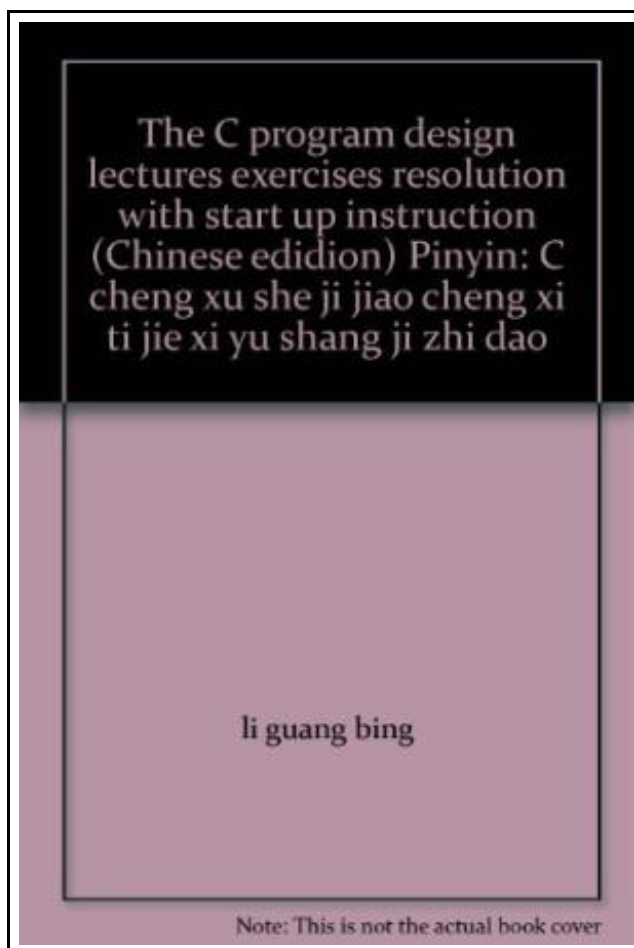 The C program design
lectures exercises resolution
with start up instruction
(Chinese edidion) Pinyin: C
cheng xu she ji jiao cheng xi
ti jie xi yu shang ji zhi dao
li guang bing
Note: This is not the actual book cover